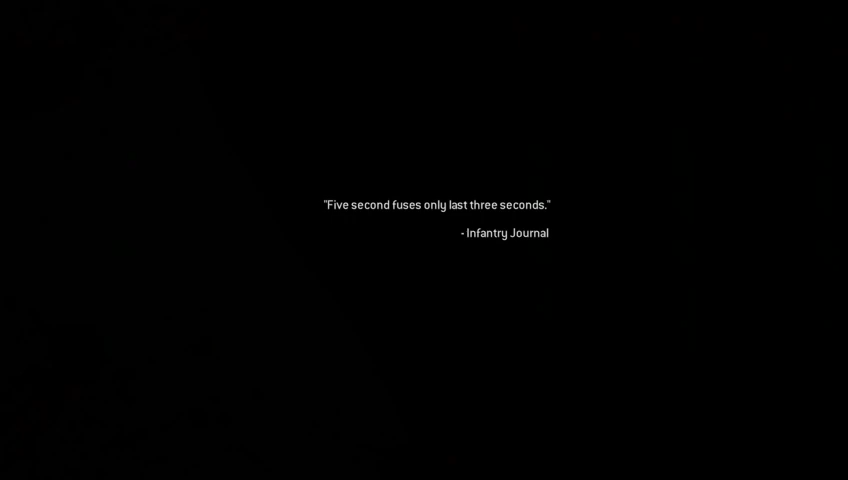 "Five second fuses only last three seconds."
- Infantry Journal